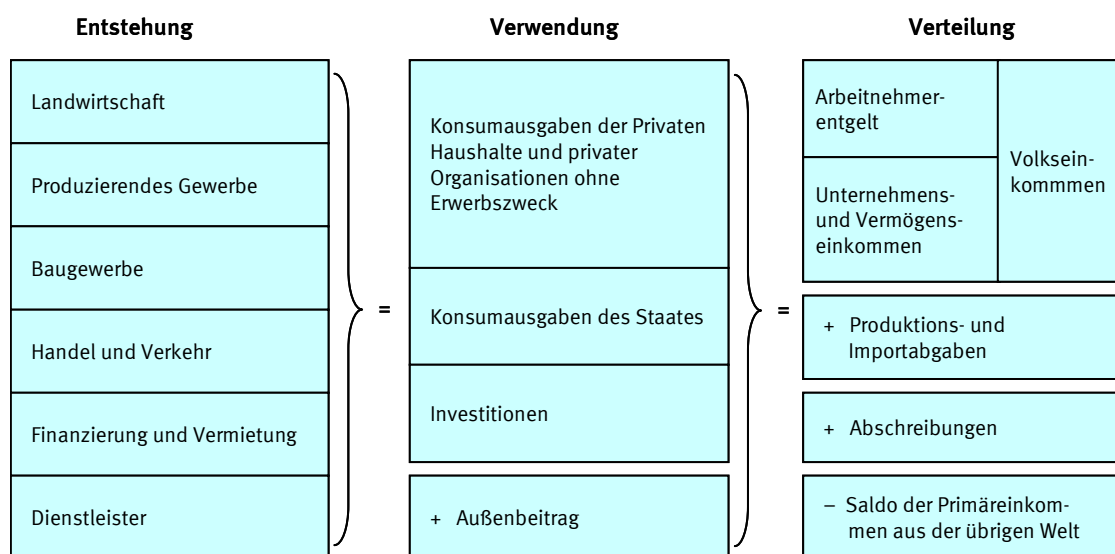 Entstehung
Landwirtschaft
Produzierendes Gewerbe
Baugewerbe
Handel und Verkehr
Finanzierung und Vermietung
Dienstleister
=
Verwendung
Konsumausgaben der Privaten
Haushalte und privater
Organisationen ohne
Erwerbszweck
Konsumausgaben des Staates
Investitionen
+ Außenbeitrag
=
Verteilung
Arbeitnehmer-
entgelt
Unternehmens-
und Vermögens-
einkommen
Volksein-
kommmen
+ Produktions- und
Importabgaben
+ Abschreibungen
– Saldo der Primäreinkom-
men aus der übrigen Welt